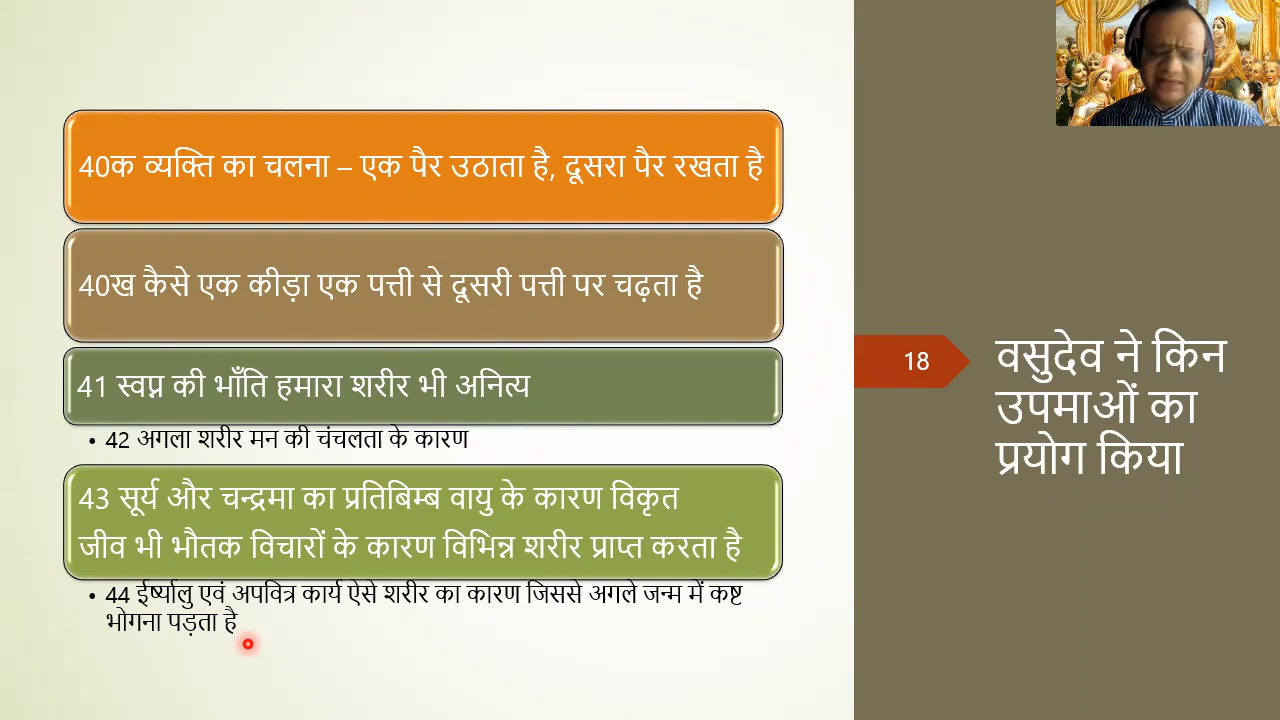 40क व्यक्ति का चलना – एक पैर उठाता है, दूसरा पैर रखता है
40ख कैसे एक कीड़ा एक पत्ती से दूसरी पत्ती पर चढ़ता है
41 स्वप्न की भाँति हमारा शरीर भी अनित्य
• 42 अगला शरीर मन की चंचलता के कारण
43 सूर्य और चन्द्रमा का प्रतिबिम्ब वायु के कारण विकृत
जीव भी भौतक विचारों के कारण विभिन्न शरीर प्राप्त करता है
• 44 ईर्ष्यालु एवं अपवित्र कार्य ऐसे शरीर का कारण जिससे अगले जन्म में कष्ट
भोगना पड़ता है
18
वसुदेव ने किन
उपमाओं का
प्रयोग किया